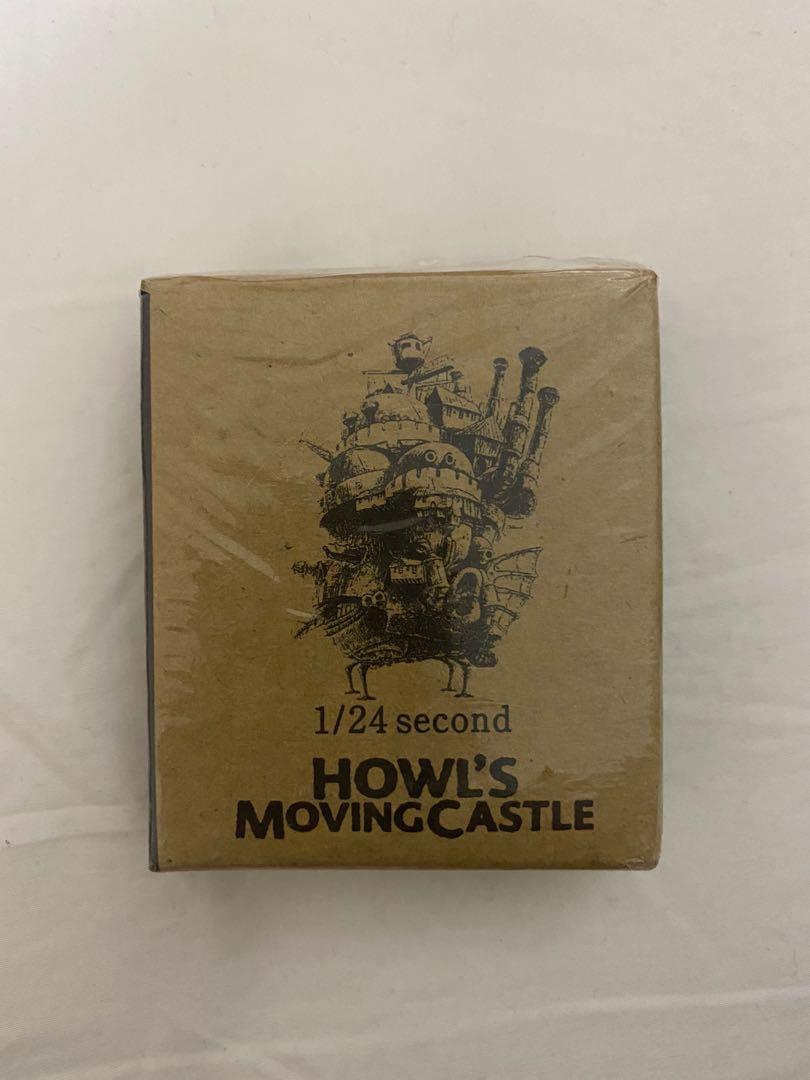 1/24 second
HOWL'S
MOVING CASTLE